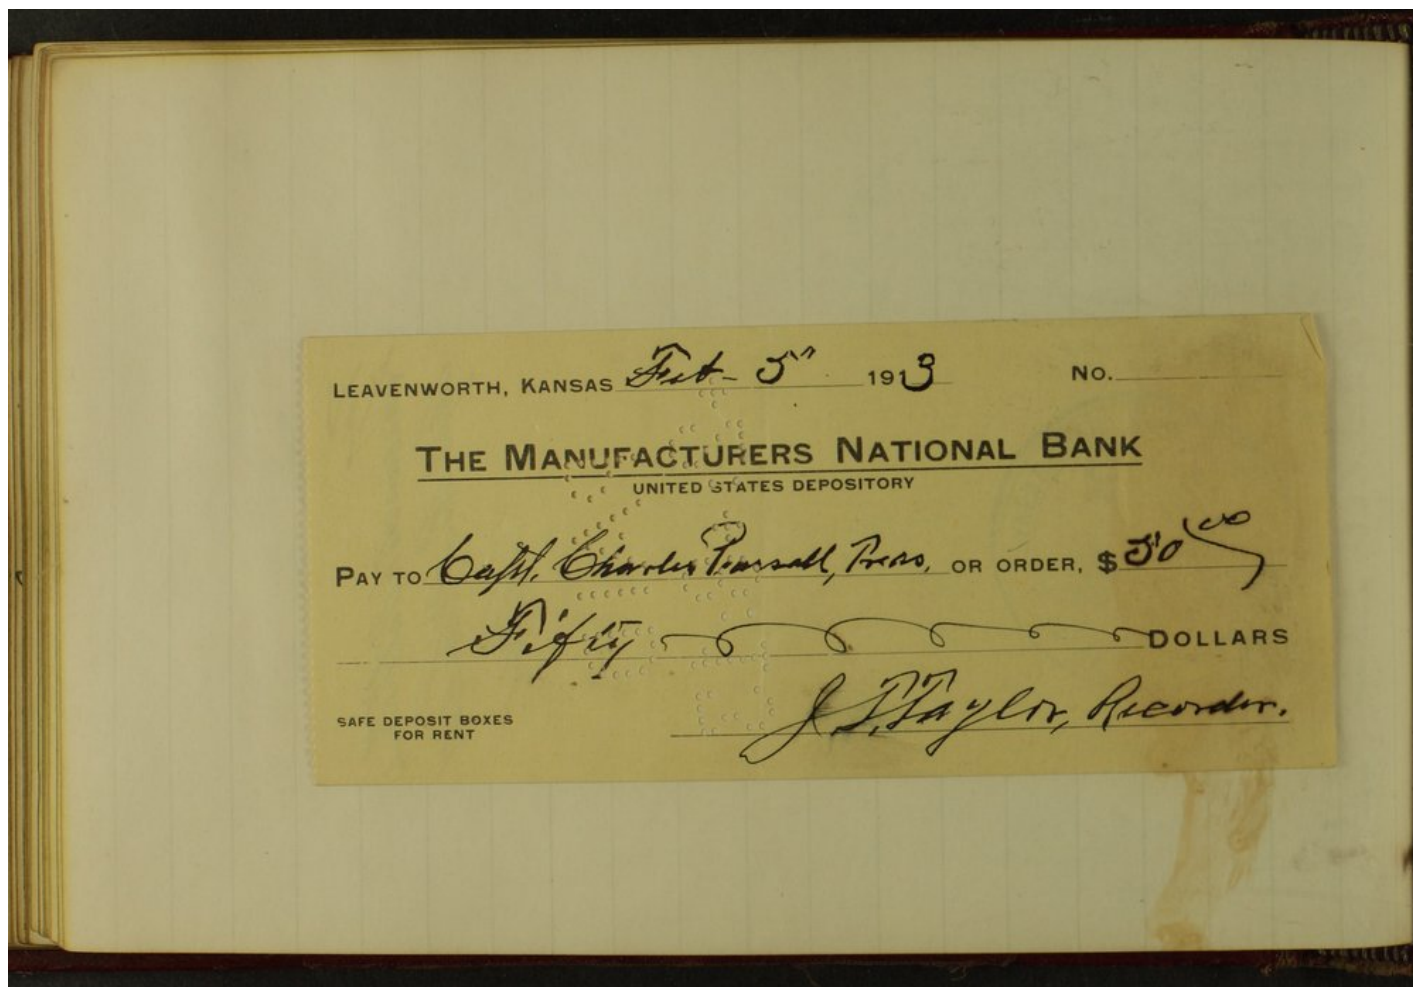 LEAVENWORTH, KANSAS Feb- 5" 1913 No.
THE MANUFACTURERS NATIONAL BANK
UNITED STATES DEPOSITORY
PAY TO Capt. Charles Pursall, Treas, OR ORDER, $50 00
Fifty DOLLARS
SAFE DEPOSIT BOXES
FOR RENT
J. T. Taylor, Recorder.